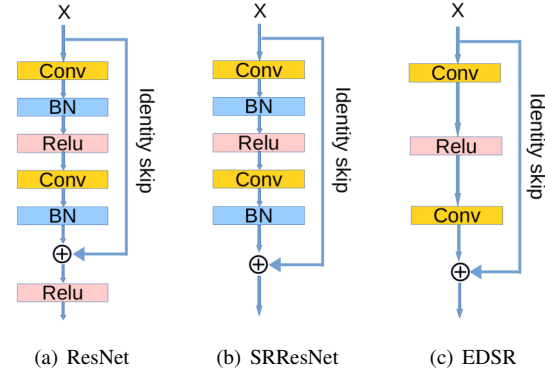 X
Conv
BN
Relu
Conv
BN
Relu
Identity skip
(a) ResNet
X
Conv
BN
Relu
Conv
BN
Identity skip
(b) SRResNet
X
Conv
Relu
Conv
Identity skip
(c) EDSR